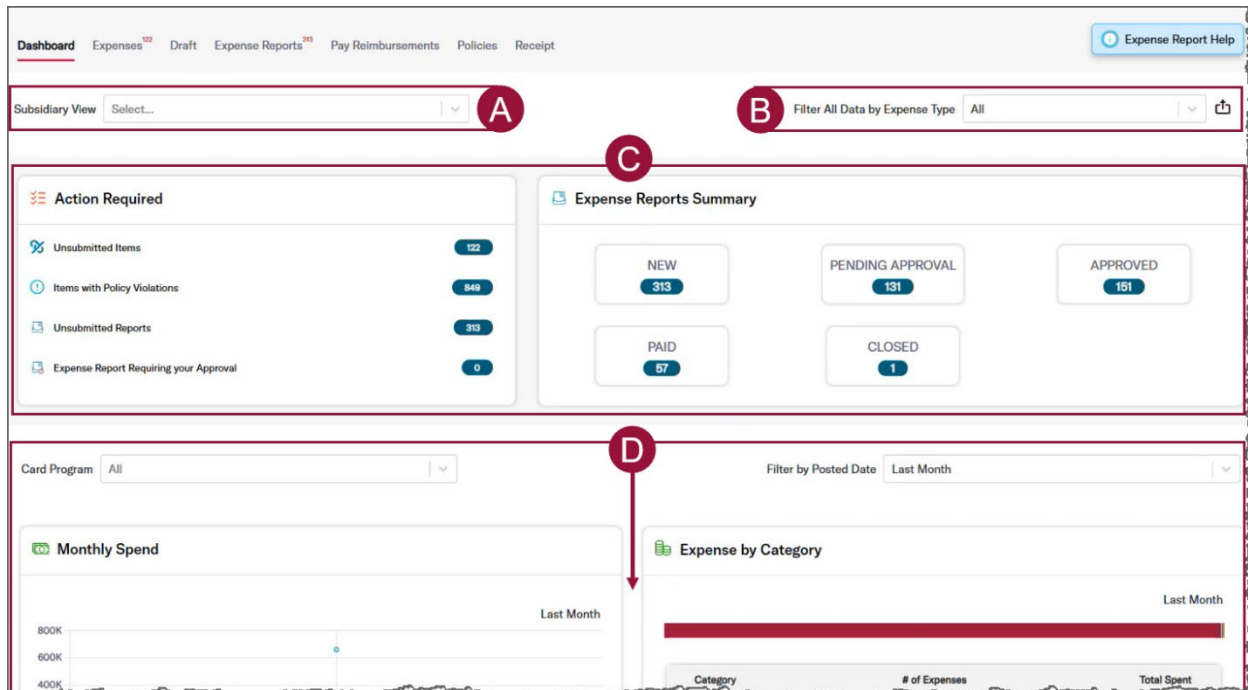 Dashboard Expenses 122 Draft Expense Reports 313 Pay Reimbursements Policies Receipt
Expense Report Help
Subsidiary View Select...
A
B
Filter All Data by Expense Type All
C
Action Required
Unsubmitted Items 122
Items with Policy Violations 849
Unsubmitted Reports 313
Expense Report Requiring your Approval 0
Expense Reports Summary
NEW
313
PENDING APPROVAL
131
APPROVED
151
PAID
57
CLOSED
1
D
Card Program All
Filter by Posted Date Last Month
Monthly Spend
Last Month
800K
600K
400K
Expense by Category
Last Month
Category # of Expenses Total Spent